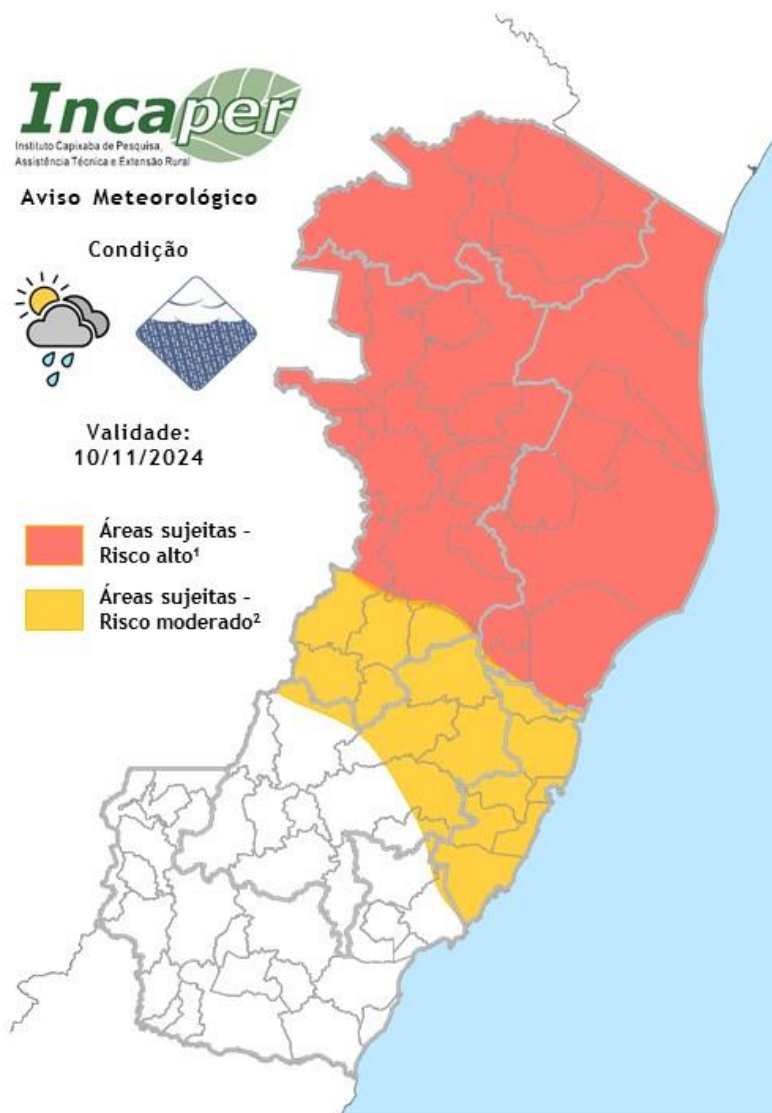 Incaper
Instituto Capixaba de Pesquisa,
Assistência Técnica e Extensão Rural
Aviso Meteorológico
Condição
Validade:
10/11/2024
Áreas sujeitas -
Risco alto¹
Áreas sujeitas -
Risco moderado²